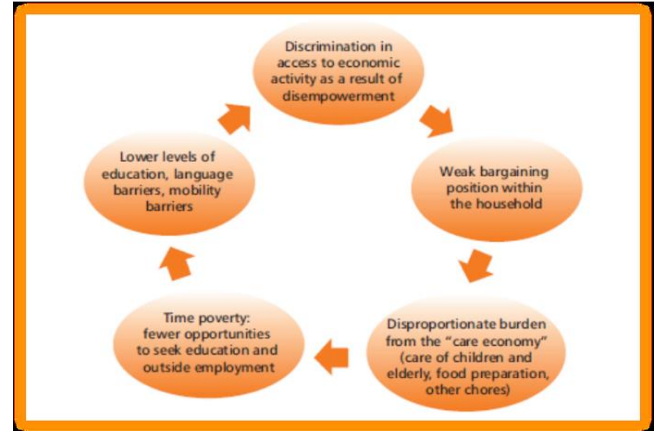 Discrimination in
access to economic
activity as a result of
disempowerment
Weak bargaining
position within
the household
Disproportionate burden
from the “care economy”
(care of children and
elderly, food preparation,
other chores)
Time poverty:
fewer opportunities
to seek education and
outside employment
Lower levels of
education, language
barriers, mobility
barriers